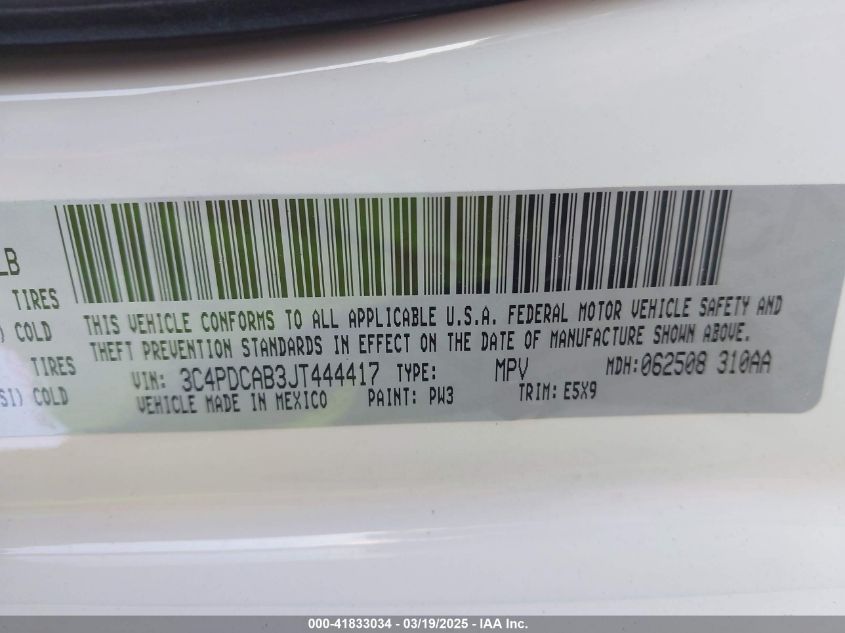 LB
TIRES
) COLD
TIRES
SI) COLD
THIS VEHICLE CONFORMS TO ALL APPLICABLE U.S.A. FEDERAL MOTOR VEHICLE SAFETY AND
THEFT PREVENTION STANDARDS IN EFFECT ON THE DATE OF MANUFACTURE SHOWN ABOVE.
VIN: 3C4PDCAB3JT444417 TYPE: MPV MDH:062508 310AA
VEHICLE MADE IN MEXICO PAINT: PW3 TRIM: E5X9
000-41833034 - 03/19/2025 - IAA Inc.